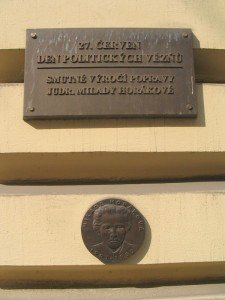 27. ČERVEN
DEN POLITICKÝCH VĚZŇŮ
SMUTNÉ VÝROČÍ POPRAVY
JUDR. MILADY HORÁKOVÉ